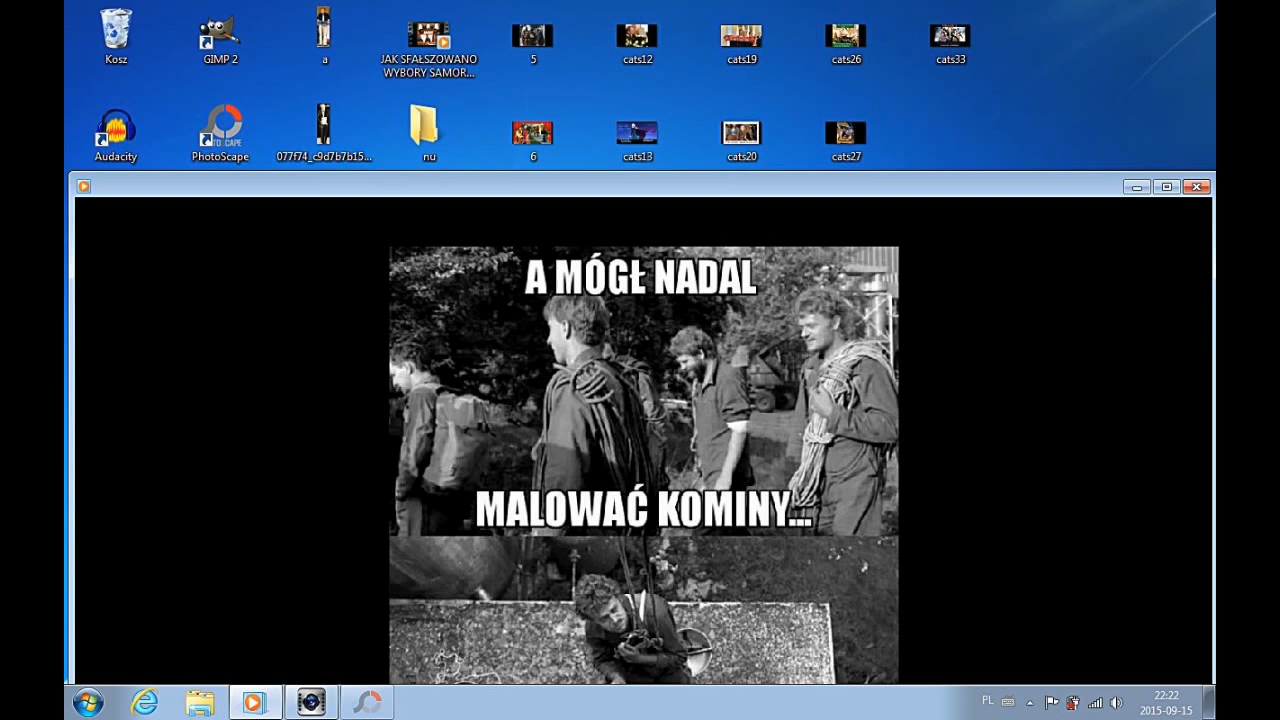 Kosz
GIMP 2
a
JAK SFAŁSZOWANO
WYBORY SAMOR...
5
cats12
cats19
cats26
cats33
Audacity
PhotoScape
077f74_c9d7b7b15...
nu
6
cats13
cats20
cats27
A MÓGŁ NADAL
MALOWAĆ KOMINY...
PL
22:22
2015-09-15